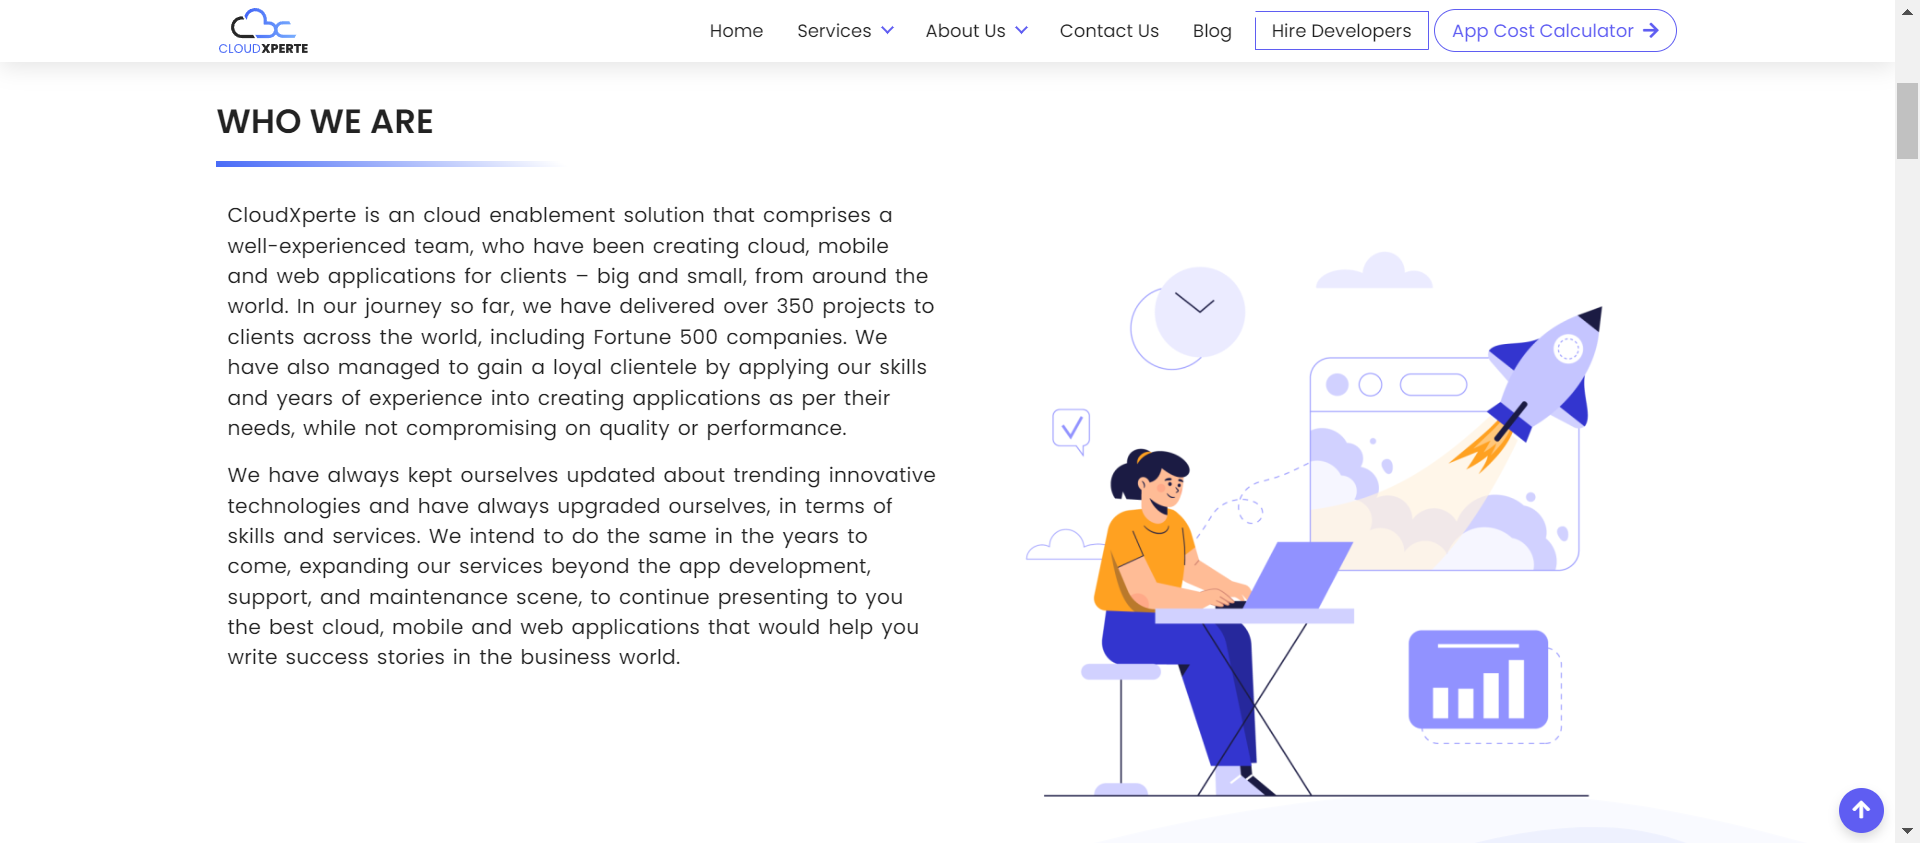 CLOUDXPERTE
Home Services About Us Contact Us Blog Hire Developers App Cost Calculator
WHO WE ARE
CloudXperte is an cloud enablement solution that comprises a
well-experienced team, who have been creating cloud, mobile
and web applications for clients – big and small, from around the
world. In our journey so far, we have delivered over 350 projects to
clients across the world, including Fortune 500 companies. We
have also managed to gain a loyal clientele by applying our skills
and years of experience into creating applications as per their
needs, while not compromising on quality or performance.
We have always kept ourselves updated about trending innovative
technologies and have always upgraded ourselves, in terms of
skills and services. We intend to do the same in the years to
come, expanding our services beyond the app development,
support, and maintenance scene, to continue presenting to you
the best cloud, mobile and web applications that would help you
write success stories in the business world.